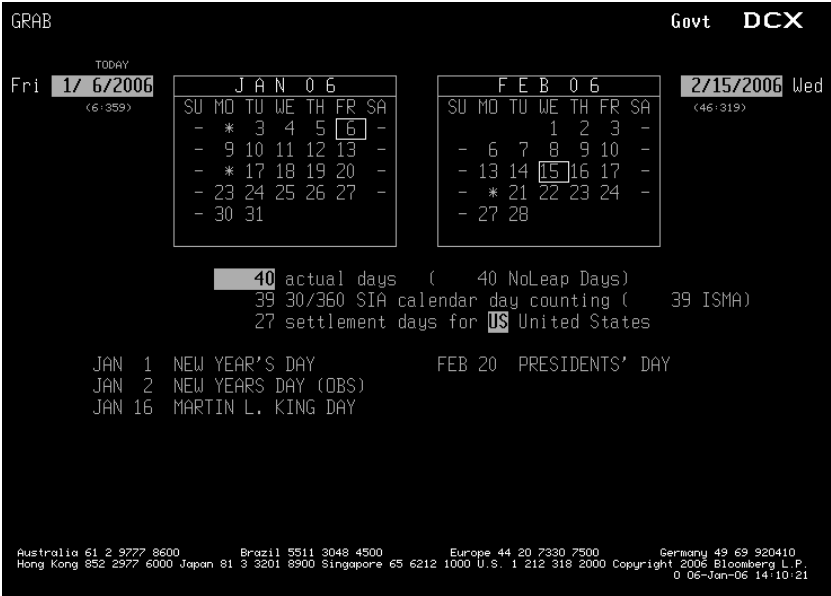 GRAB Govt DCX
TODAY
Fri 1/ 6/2006 JAN 06 FEB 06 2/15/2006 Wed
(6:359) SU MO TU WE TH FR SA SU MO TU WE TH FR SA (46:319)
- * 3 4 5 6 - 1 2 3 -
- 9 10 11 12 13 - - 6 7 8 9 10 -
- * 17 18 19 20 - - 13 14 15 16 17 -
- 23 24 25 26 27 - - * 21 22 23 24 -
- 30 31 - 27 28
40 actual days ( 40 NoLeap Days)
39 30/360 SIA calendar day counting ( 39 ISMA)
27 settlement days for US United States
JAN 1 NEW YEAR'S DAY FEB 20 PRESIDENTS' DAY
JAN 2 NEW YEARS DAY (OBS)
JAN 16 MARTIN L. KING DAY
Australia 61 2 9777 8600 Brazil 5511 3048 4500 Europe 44 20 7330 7500 Germany 49 69 920410
Hong Kong 852 2977 6000 Japan 81 3 3201 8900 Singapore 65 6212 1000 U.S. 1 212 318 2000 Copyright 2006 Bloomberg L.P.
0 06-Jan-06 14:10:21